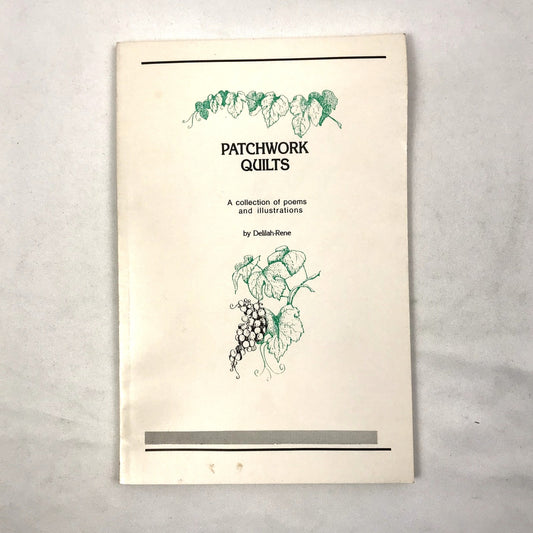 PATCHWORK
QUILTS
A collection of poems
and illustrations
by Delilah-Rene